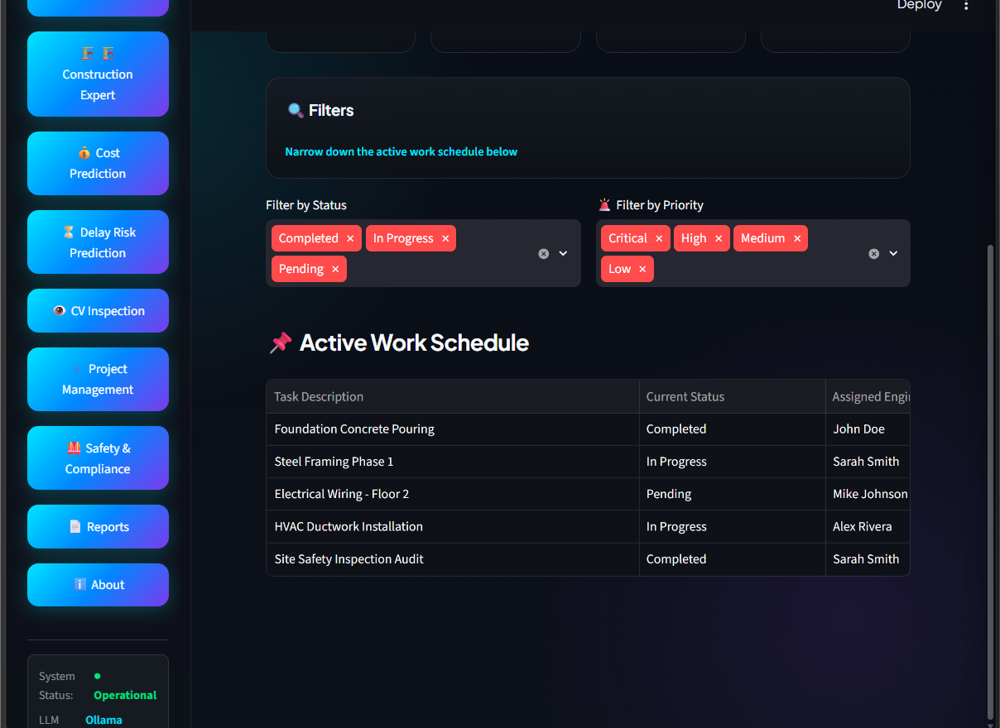 Deploy
Construction
Expert
Cost
Prediction
Delay Risk
Prediction
CV Inspection
Project
Management
Safety &
Compliance
Reports
About
System
Status:
Operational
LLM
Ollama
Filters
Narrow down the active work schedule below
Filter by Status
Completed
In Progress
Pending
Filter by Priority
Critical
High
Medium
Low
Active Work Schedule
Task Description Current Status Assigned Engi
Foundation Concrete Pouring Completed John Doe
Steel Framing Phase 1 In Progress Sarah Smith
Electrical Wiring - Floor 2 Pending Mike Johnson
HVAC Ductwork Installation In Progress Alex Rivera
Site Safety Inspection Audit Completed Sarah Smith